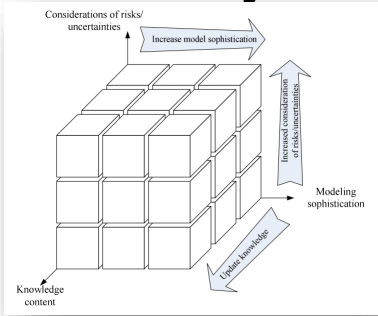 Considerations of risks/
uncertainties
Increase model sophistication
Increased consideration
of risks/uncertainties
Modeling
sophistication
Update knowledge
Knowledge
content